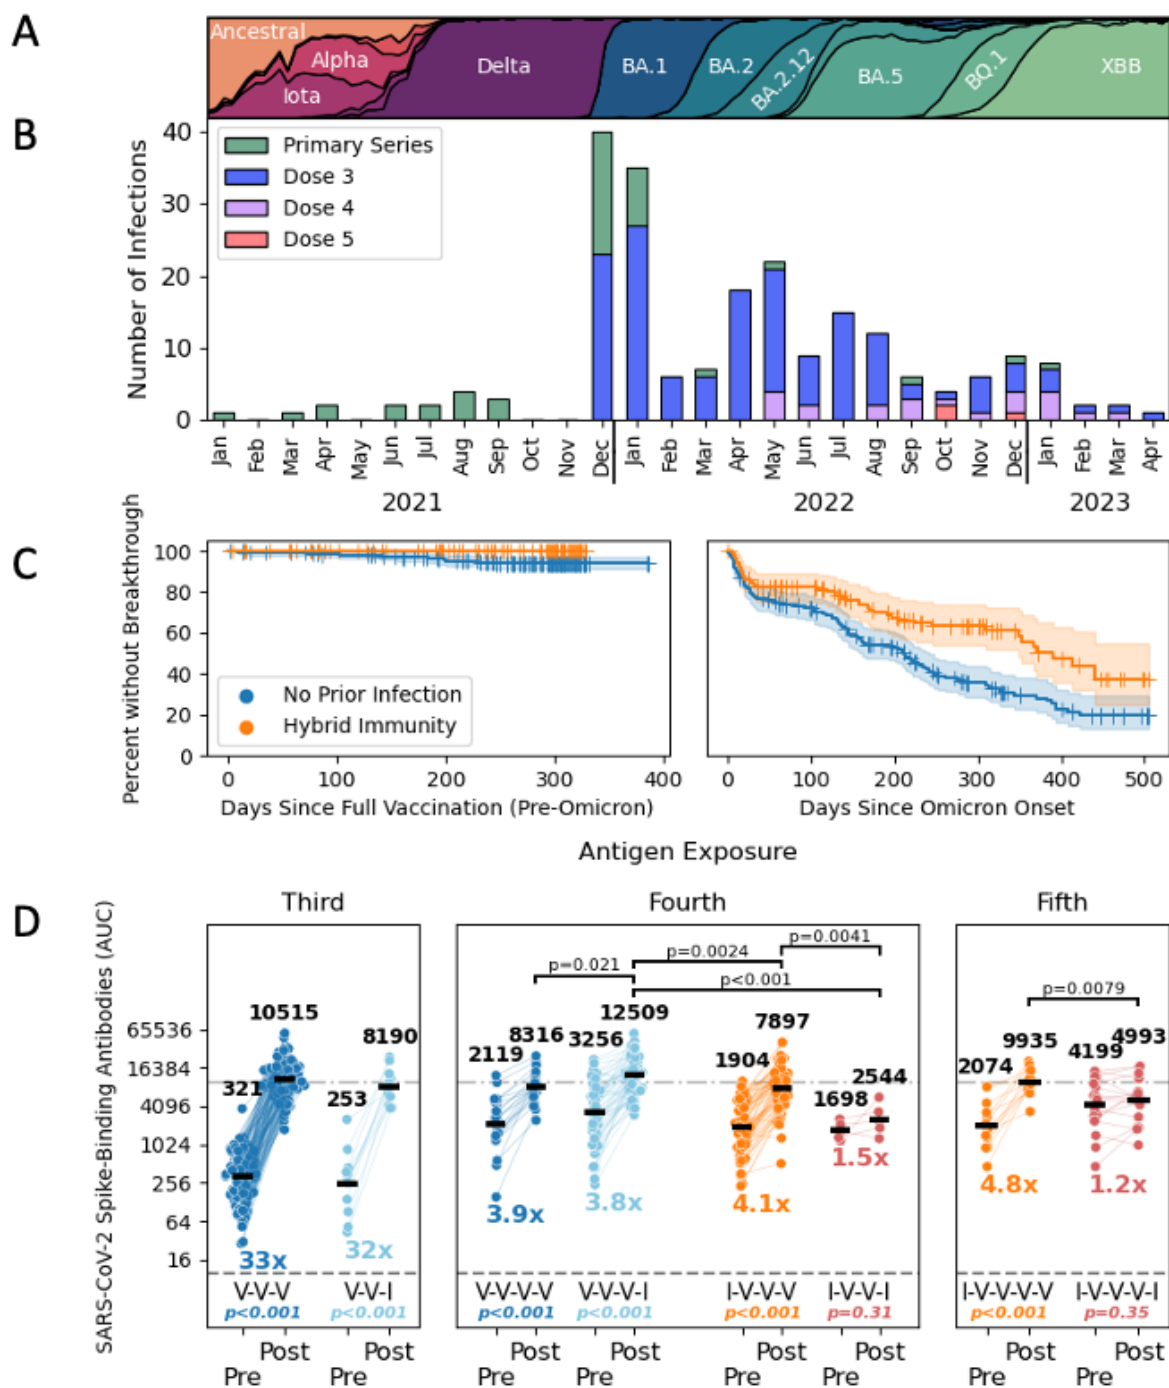 A
Ancestral
Alpha
Iota
Delta
BA.1
BA.2
BA.2.12
BA.5
BQ.1
XBB
B
Number of Infections
40
30
20
10
0
Primary Series
Dose 3
Dose 4
Dose 5
Jan Feb Mar Apr May Jun Jul Aug Sep Oct Nov Dec Jan Feb Mar Apr May Jun Jul Aug Sep Oct Nov Dec Jan Feb Mar Apr
2021 2022 2023
C
Percent without Breakthrough
100
80
60
40
20
0
No Prior Infection
Hybrid Immunity
0 100 200 300 400
Days Since Full Vaccination (Pre-Omicron)
0 100 200 300 400 500
Days Since Omicron Onset
Antigen Exposure
D
Third Fourth Fifth
SARS-CoV-2 Spike-Binding Antibodies (AUC)
65536
16384
4096
1024
256
64
16
321
10515
253
8190
33x
32x
V-V-V
p<0.001
V-V-I
p<0.001
Pre Post Pre Post
p=0.0041
p=0.0024
p=0.021
p<0.001
2119
8316
3256
12509
1904
7897
1698
2544
3.9x
3.8x
4.1x
1.5x
V-V-V-V
p<0.001
V-V-V-I
p<0.001
I-V-V-V
p<0.001
I-V-V-I
p=0.31
Pre Post Pre Post Pre Post Pre Post
p=0.0079
2074
9935
4199
4993
4.8x
1.2x
I-V-V-V-V
p<0.001
I-V-V-V-I
p=0.35
Pre Post Pre Post